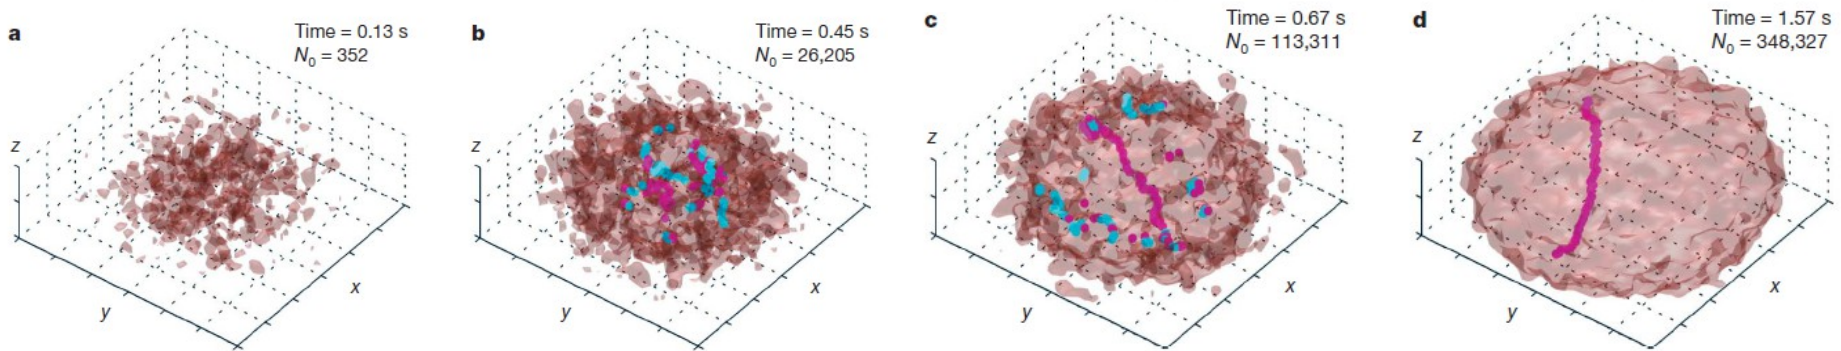 a
Time = 0.13 s
N₀ = 352
z
y
x
b
Time = 0.45 s
N₀ = 26,205
z
y
x
c
Time = 0.67 s
N₀ = 113,311
z
y
x
d
Time = 1.57 s
N₀ = 348,327
z
y
x